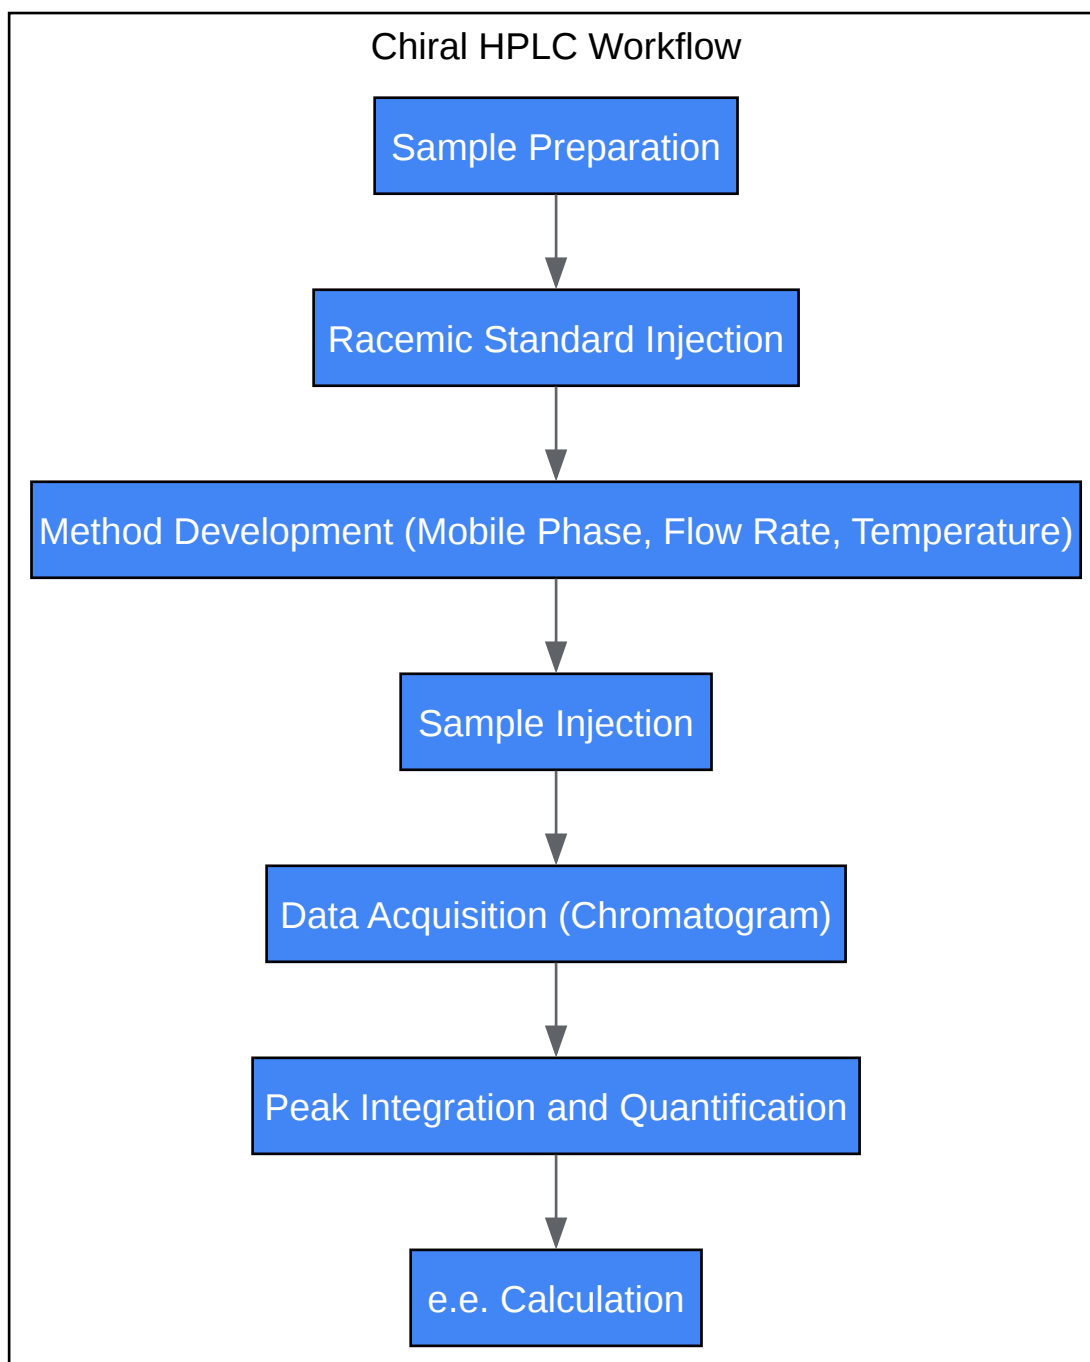 Chiral HPLC Workflow
Sample Preparation
Racemic Standard Injection
Method Development (Mobile Phase, Flow Rate, Temperature)
Sample Injection
Data Acquisition (Chromatogram)
Peak Integration and Quantification
e.e. Calculation